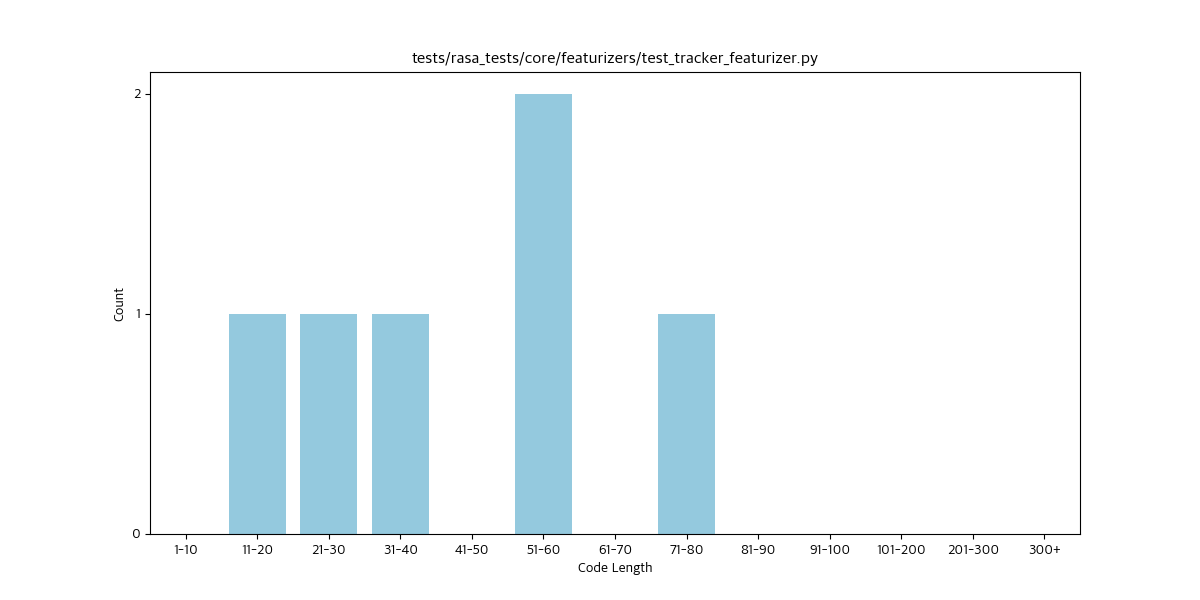 tests/rasa_tests/core/featurizers/test_tracker_featurizer.py
2
1
0
Count
1-10 11-20 21-30 31-40 41-50 51-60 61-70 71-80 81-90 91-100 101-200 201-300 300+
Code Length